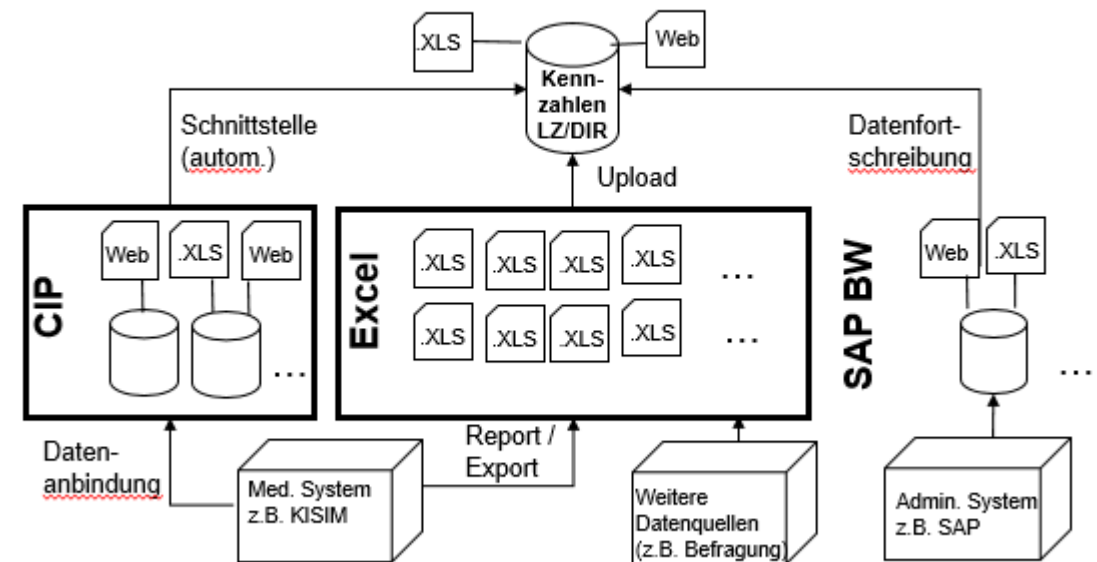 .XLS
Web
Kenn-
zahlen
LZ/DIR
Schnittstelle
(autom.)
Datenfort-
schreibung
Upload
CIP
Web
.XLS
Web
...
Excel
.XLS
.XLS
.XLS
.XLS
...
.XLS
.XLS
.XLS
.XLS
...
SAP BW
Web
.XLS
...
Daten-
anbindung
Report /
Export
Med. System
z.B. KISIM
Weitere
Datenquellen
(z.B. Befragung)
Admin. System
z.B. SAP